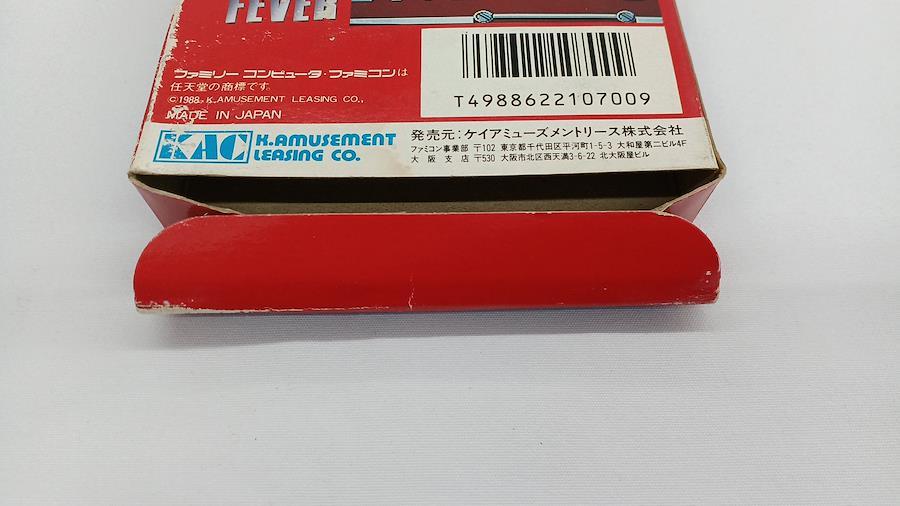 FEVER
ファミリー コンピュータ・ファミコンは
任天堂の商標です。
©1988 K.AMUSEMENT LEASING CO.,
MADE IN JAPAN
T4988622107009
KAC K.AMUSEMENT
LEASING CO.
発売元:ケイアミューズメントリース株式会社
ファミコン事業部 〒102 東京都千代田区平河町1-5-3 大和屋第二ビル4F
大阪支店 〒530 大阪市北区西天満3-6-22 北大阪屋ビル